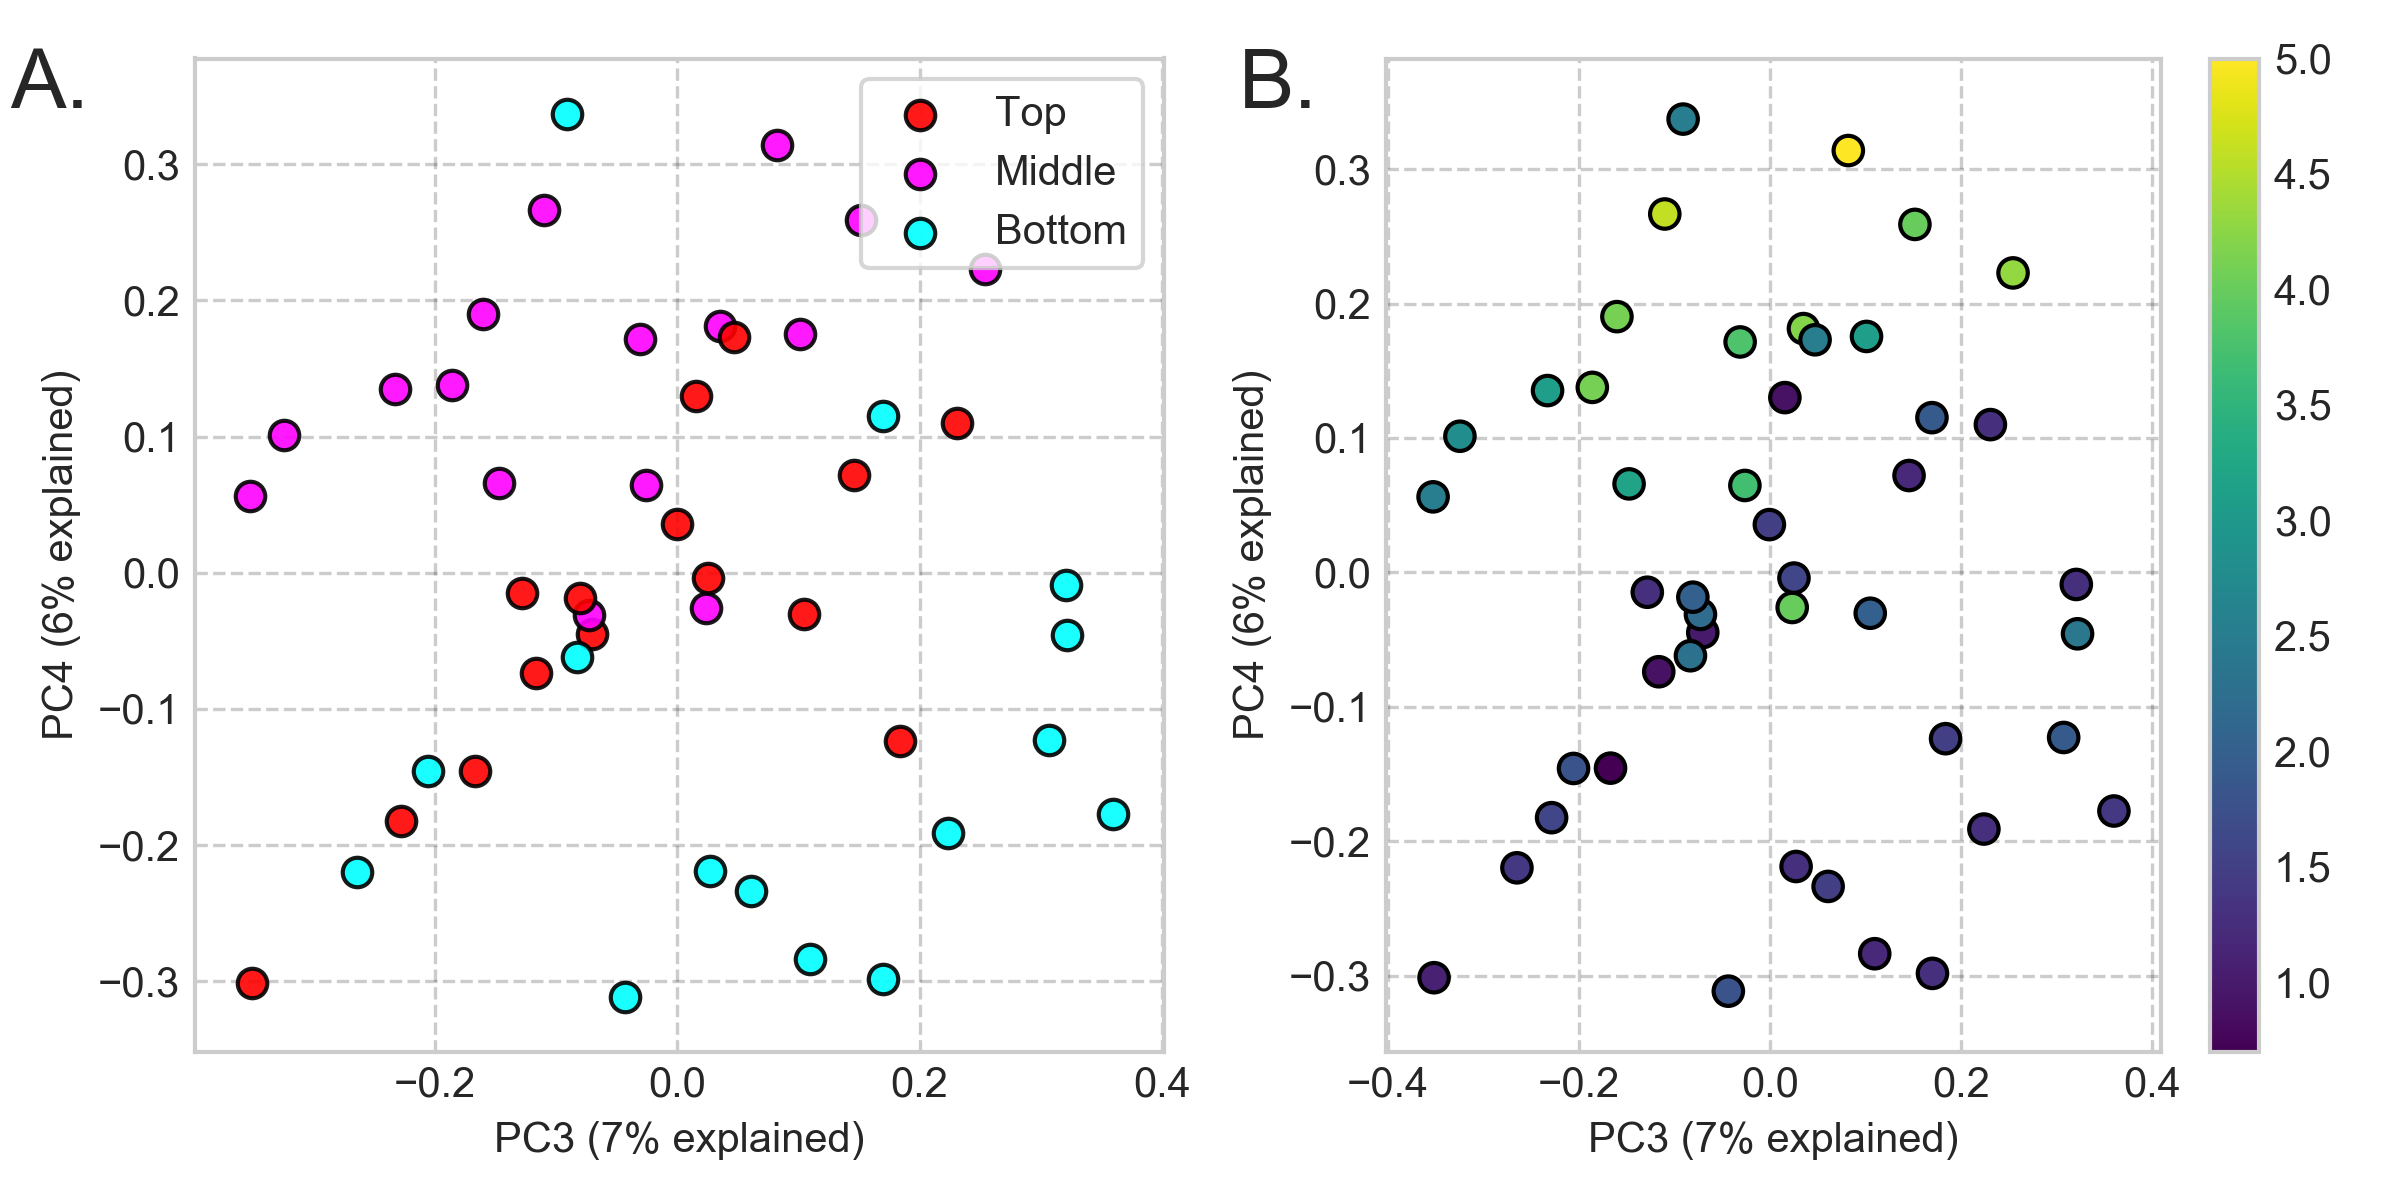 A.
Top
Middle
Bottom
0.3
0.2
0.1
0.0
−0.1
−0.2
−0.3
PC4 (6% explained)
−0.2 0.0 0.2 0.4
PC3 (7% explained)
B.
0.3
0.2
0.1
0.0
−0.1
−0.2
−0.3
PC4 (6% explained)
−0.4 −0.2 0.0 0.2 0.4
PC3 (7% explained)
5.0
4.5
4.0
3.5
3.0
2.5
2.0
1.5
1.0